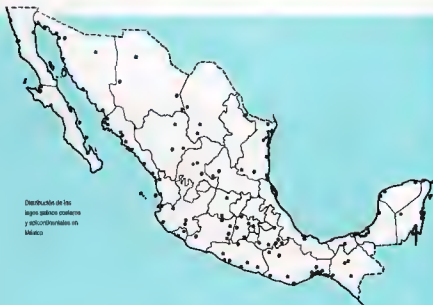 Distribución de los
lagos salinos costeros
y epicontinentales en
México